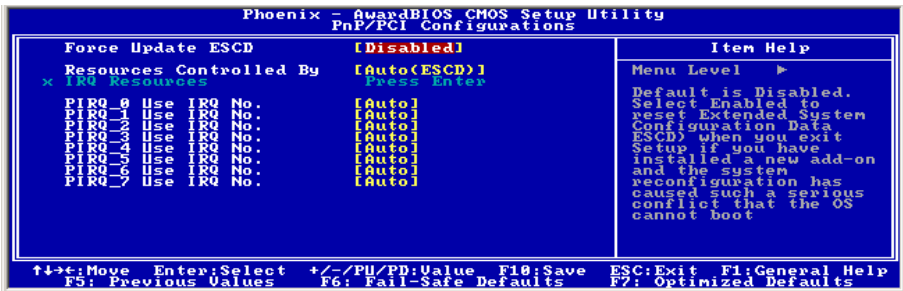 Phoenix - AwardBIOS CMOS Setup Utility
PnP/PCI Configurations
Force Update ESCD [Disabled]
Resources Controlled By [Auto(ESCD)]
x IRQ Resources Press Enter
PIRQ_0 Use IRQ No. [Auto]
PIRQ_1 Use IRQ No. [Auto]
PIRQ_2 Use IRQ No. [Auto]
PIRQ_3 Use IRQ No. [Auto]
PIRQ_4 Use IRQ No. [Auto]
PIRQ_5 Use IRQ No. [Auto]
PIRQ_6 Use IRQ No. [Auto]
PIRQ_7 Use IRQ No. [Auto]
Item Help
Menu Level ►
Default is Disabled.
Select Enabled to
reset Extended System
Configuration Data
ESCD) when you exit
Setup if you have
installed a new add-on
and the system
reconfiguration has
caused such a serious
conflict that the OS
cannot boot
↑↓→←:Move Enter:Select +/-/PU/PD:Value F10:Save ESC:Exit F1:General Help
F5: Previous Values F6: Fail-Safe Defaults F7: Optimized Defaults